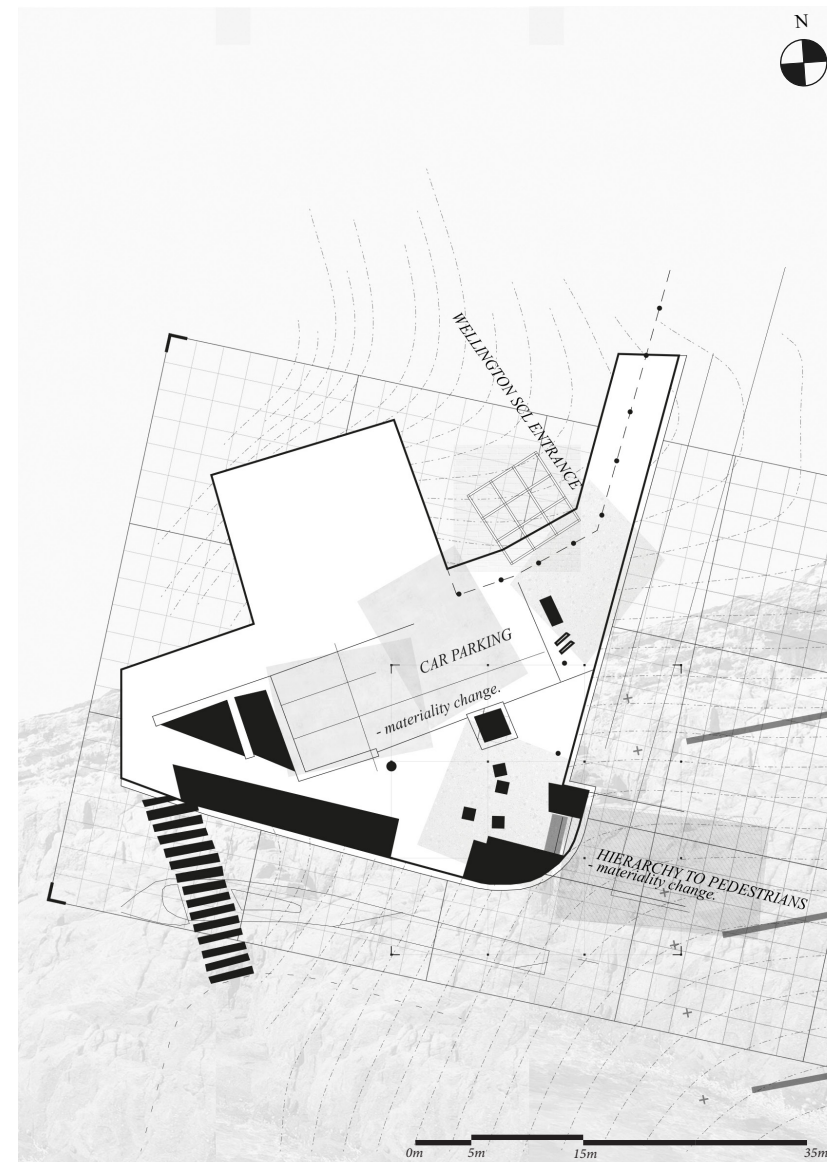 N
WELLINGTON SCL ENTRANCE
CAR PARKING
- materiality change.
HIERARCHY TO PEDESTRIANS
- materiality change.
0m 5m 15m 35m